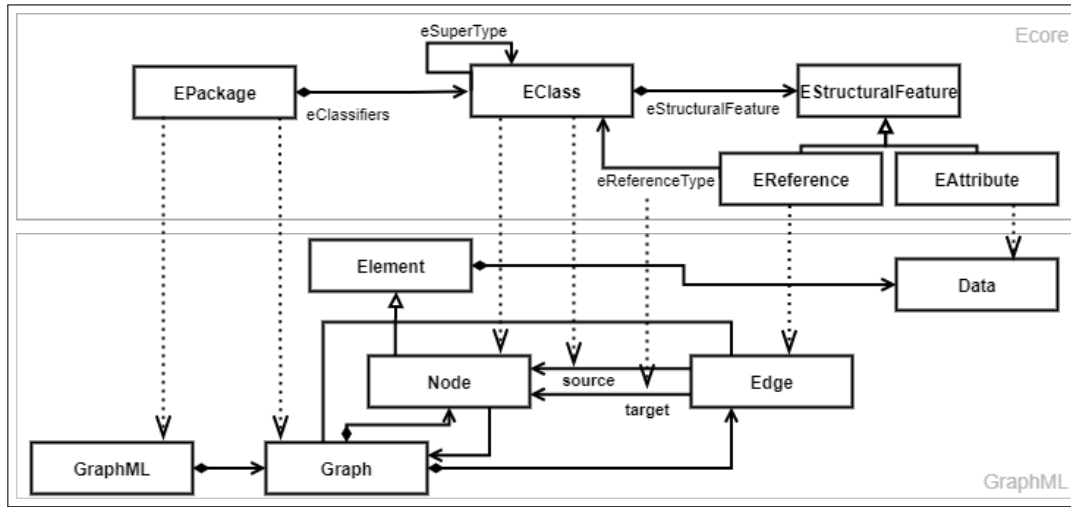 Ecore
eSuperType
EPackage
EClass
EStructuralFeature
eClassifiers
eStructuralFeature
eReferenceType
EReference
EAttribute
Element
Data
Node
source
Edge
target
GraphML
Graph
GraphML